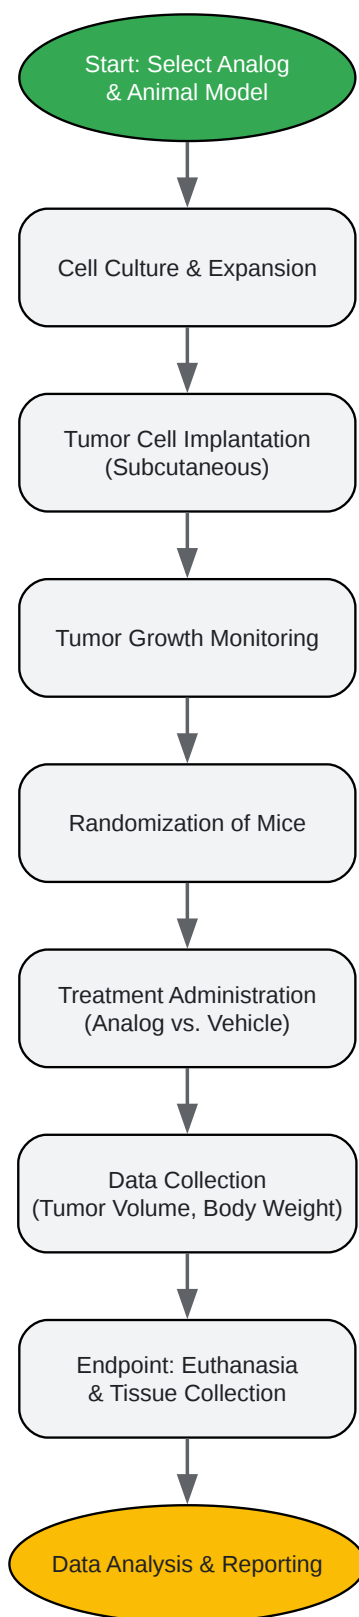 Start: Select Analog
& Animal Model
Cell Culture & Expansion
Tumor Cell Implantation
(Subcutaneous)
Tumor Growth Monitoring
Randomization of Mice
Treatment Administration
(Analog vs. Vehicle)
Data Collection
(Tumor Volume, Body Weight)
Endpoint: Euthanasia
& Tissue Collection
Data Analysis & Reporting